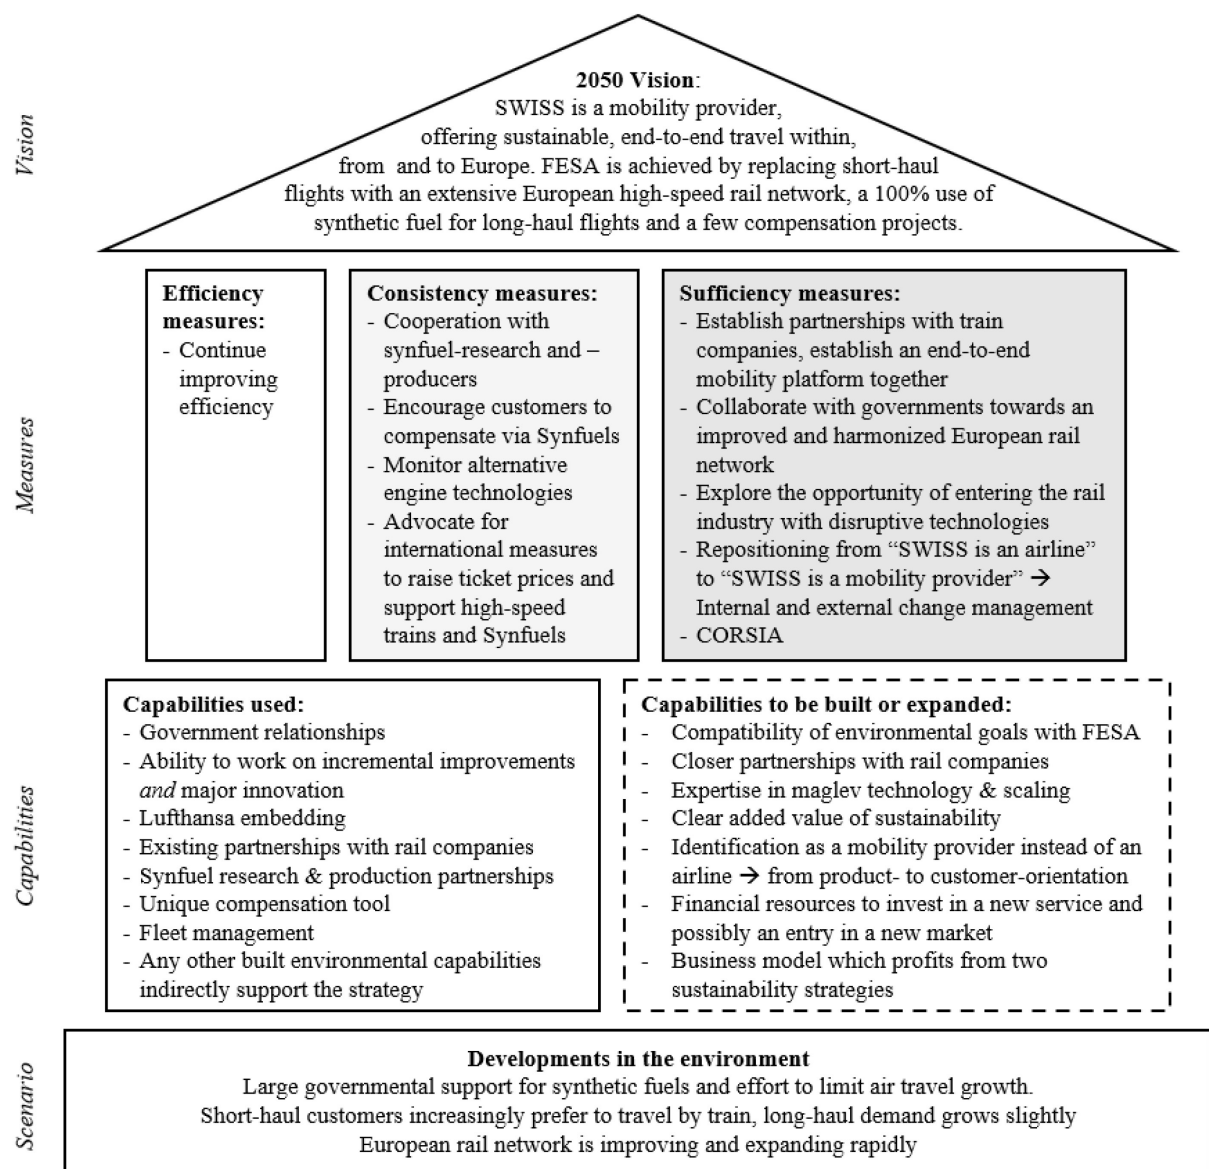 Vision
2050 Vision:
SWISS is a mobility provider,
offering sustainable, end-to-end travel within,
from and to Europe. FESA is achieved by replacing short-haul
flights with an extensive European high-speed rail network, a 100% use of
synthetic fuel for long-haul flights and a few compensation projects.
Measures
Efficiency
measures:
- Continue
improving
efficiency
Consistency measures:
- Cooperation with
synfuel-research and –
producers
- Encourage customers to
compensate via Synfuels
- Monitor alternative
engine technologies
- Advocate for
international measures
to raise ticket prices and
support high-speed
trains and Synfuels
Sufficiency measures:
- Establish partnerships with train
companies, establish an end-to-end
mobility platform together
- Collaborate with governments towards an
improved and harmonized European rail
network
- Explore the opportunity of entering the rail
industry with disruptive technologies
- Repositioning from “SWISS is an airline”
to “SWISS is a mobility provider” →
Internal and external change management
- CORSIA
Capabilities
Capabilities used:
- Government relationships
- Ability to work on incremental improvements
and major innovation
- Lufthansa embedding
- Existing partnerships with rail companies
- Synfuel research & production partnerships
- Unique compensation tool
- Fleet management
- Any other built environmental capabilities
indirectly support the strategy
Capabilities to be built or expanded:
- Compatibility of environmental goals with FESA
- Closer partnerships with rail companies
- Expertise in maglev technology & scaling
- Clear added value of sustainability
- Identification as a mobility provider instead of an
airline → from product- to customer-orientation
- Financial resources to invest in a new service and
possibly an entry in a new market
- Business model which profits from two
sustainability strategies
Scenario
Developments in the environment
Large governmental support for synthetic fuels and effort to limit air travel growth.
Short-haul customers increasingly prefer to travel by train, long-haul demand grows slightly
European rail network is improving and expanding rapidly